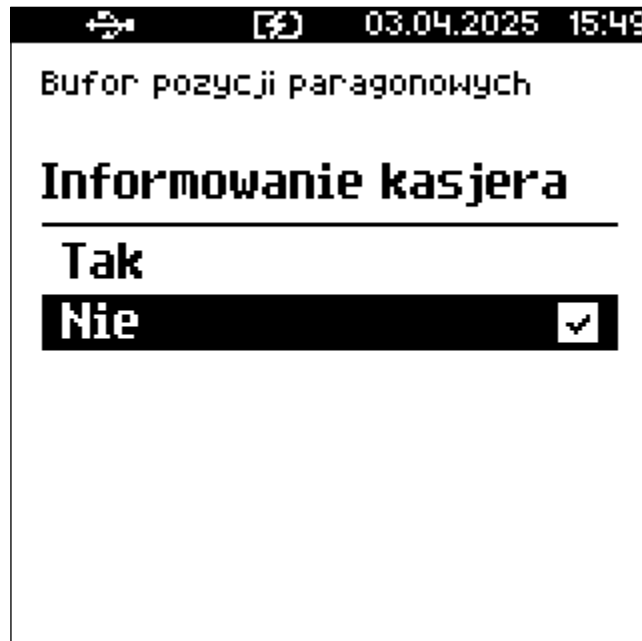 03.04.2025 15:49
Bufor pozycji paragonowych
Informowanie kasjera
Tak
Nie